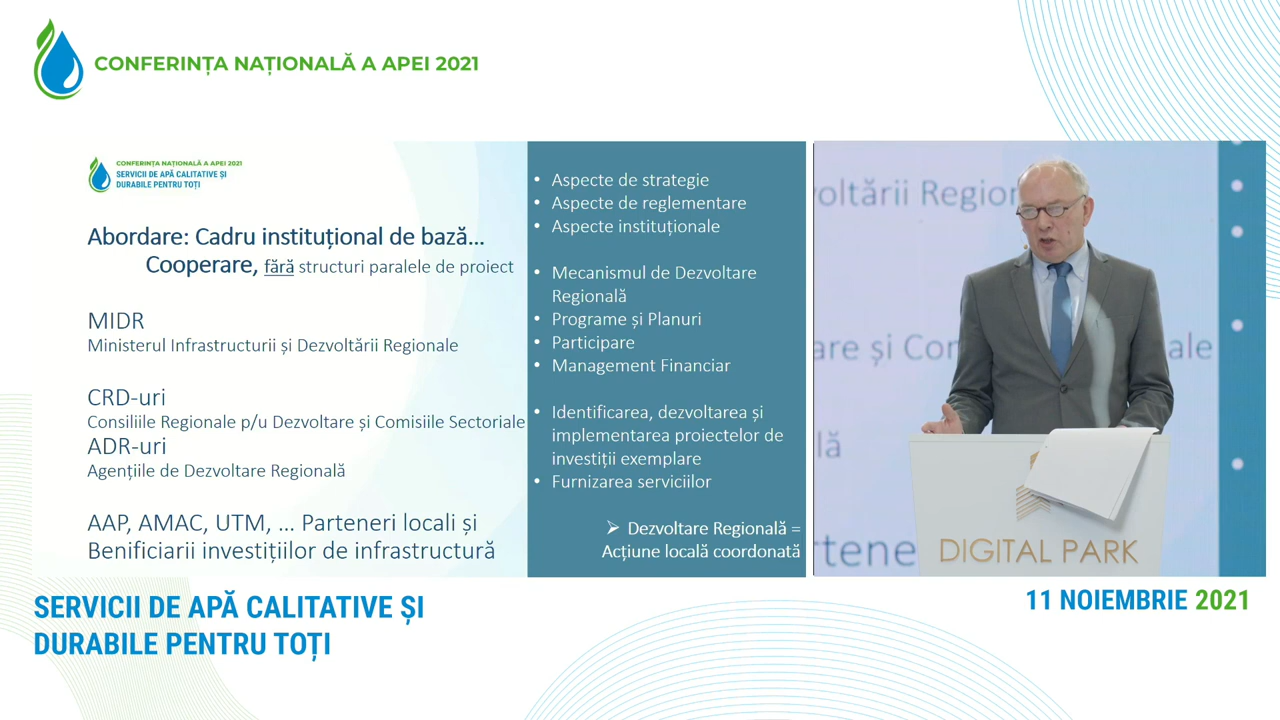 CONFERINȚA NAȚIONALĂ A APEI 2021
CONFERINȚA NAȚIONALĂ A APEI 2021
SERVICII DE APĂ CALITATIVE ȘI
DURABILE PENTRU TOȚI
Abordare: Cadru instituțional de bază...
Cooperare, fără structuri paralele de proiect
MIDR
Ministerul Infrastructurii și Dezvoltării Regionale
CRD-uri
Consiliile Regionale p/u Dezvoltare și Comisiile Sectoriale
ADR-uri
Agențiile de Dezvoltare Regională
AAP, AMAC, UTM, ... Parteneri locali și
Benificiarii investițiilor de infrastructură
• Aspecte de strategie
• Aspecte de reglementare
• Aspecte instituționale
• Mecanismul de Dezvoltare
Regională
• Programe și Planuri
• Participare
• Management Financiar
• Identificarea, dezvoltarea și
implementarea proiectelor de
investiții exemplare
• Furnizarea serviciilor
➢ Dezvoltare Regională =
Acțiune locală coordonată
voltării Region
are și Com
ale
lă
rtene
DIGITAL PARK
SERVICII DE APĂ CALITATIVE ȘI
DURABILE PENTRU TOȚI
11 NOIEMBRIE 2021